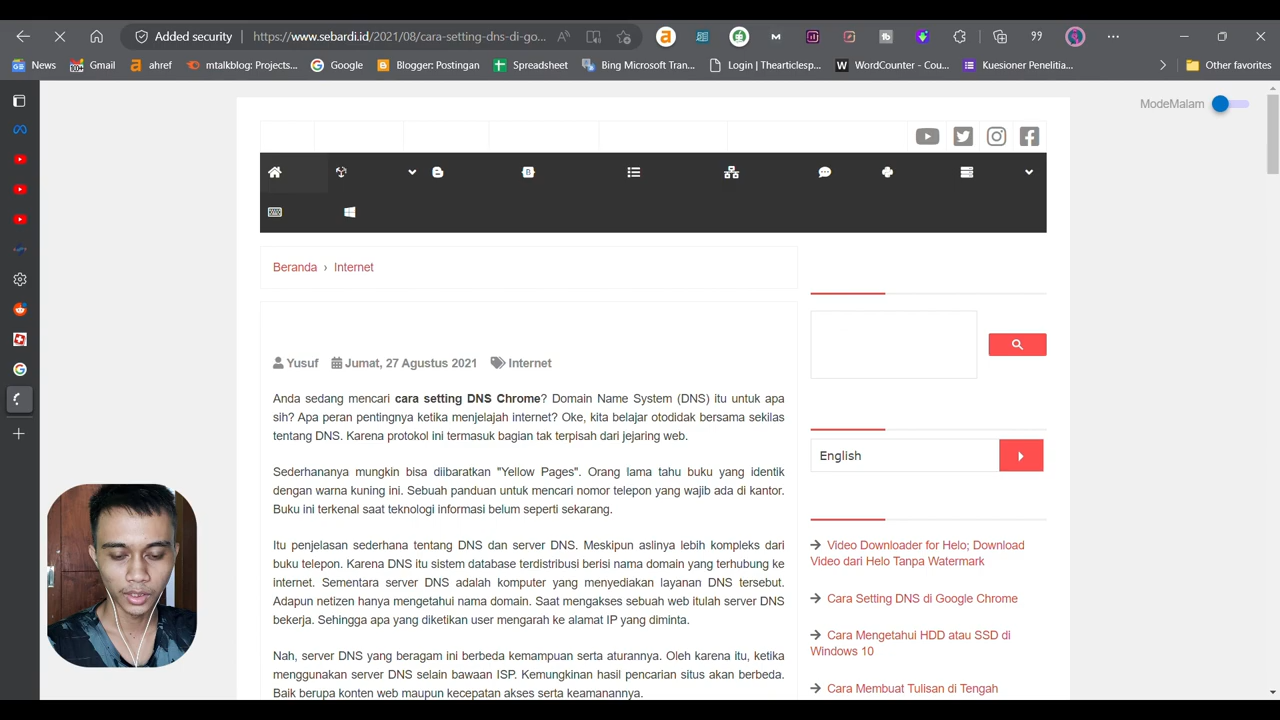 Added security
https://www.sebardi.id/2021/08/cara-setting-dns-di-go...
News
Gmail
ahref
mtalkblog: Projects...
Google
Blogger: Postingan
Spreadsheet
Bing Microsoft Tran...
Login | Thearticlesp...
WordCounter - Cou...
Kuesioner Penelitia...
Other favorites
ModeMalam
Beranda › Internet
Yusuf Jumat, 27 Agustus 2021 Internet
Anda sedang mencari cara setting DNS Chrome? Domain Name System (DNS) itu untuk apa
sih? Apa peran pentingnya ketika menjelajah internet? Oke, kita belajar otodidak bersama sekilas
tentang DNS. Karena protokol ini termasuk bagian tak terpisah dari jejaring web.
Sederhananya mungkin bisa diibaratkan "Yellow Pages". Orang lama tahu buku yang identik
dengan warna kuning ini. Sebuah panduan untuk mencari nomor telepon yang wajib ada di kantor.
Buku ini terkenal saat teknologi informasi belum seperti sekarang.
Itu penjelasan sederhana tentang DNS dan server DNS. Meskipun aslinya lebih kompleks dari
buku telepon. Karena DNS itu sistem database terdistribusi berisi nama domain yang terhubung ke
internet. Sementara server DNS adalah komputer yang menyediakan layanan DNS tersebut.
Adapun netizen hanya mengetahui nama domain. Saat mengakses sebuah web itulah server DNS
bekerja. Sehingga apa yang diketikan user mengarah ke alamat IP yang diminta.
Nah, server DNS yang beragam ini berbeda kemampuan serta aturannya. Oleh karena itu, ketika
menggunakan server DNS selain bawaan ISP. Kemungkinan hasil pencarian situs akan berbeda.
Baik berupa konten web maupun kecepatan akses serta keamanannya.
English
Video Downloader for Helo; Download
Video dari Helo Tanpa Watermark
Cara Setting DNS di Google Chrome
Cara Mengetahui HDD atau SSD di
Windows 10
Cara Membuat Tulisan di Tengah